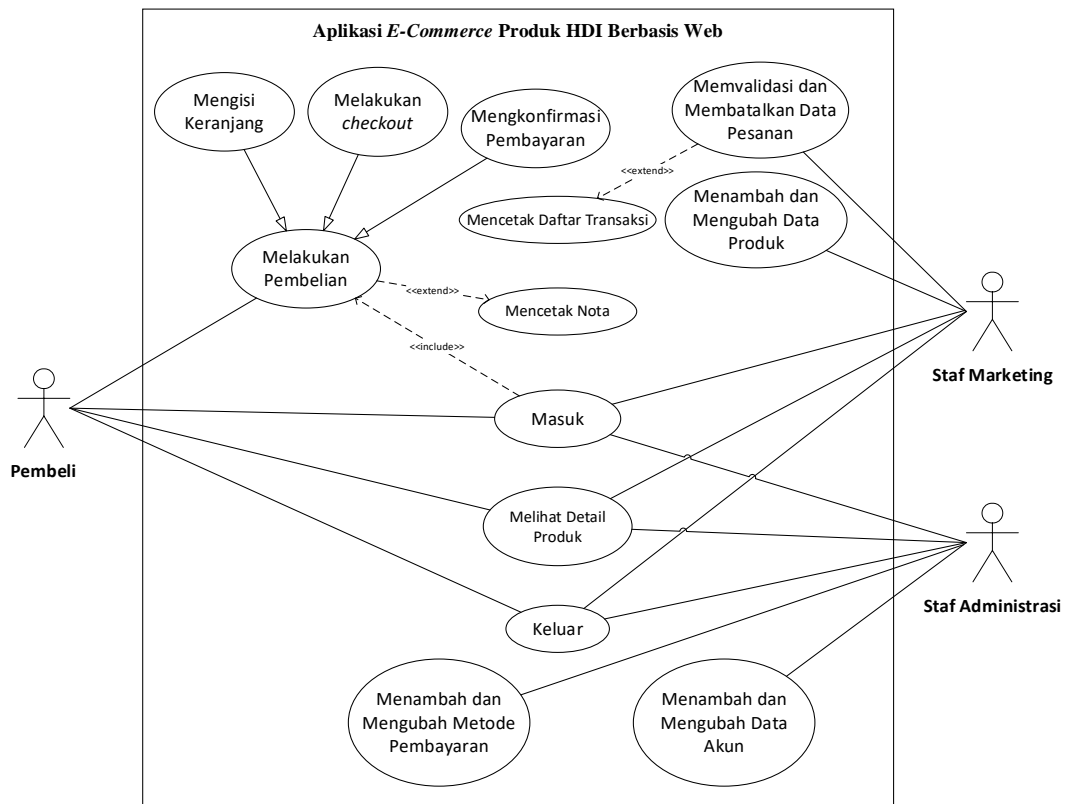 Aplikasi E-Commerce Produk HDI Berbasis Web
Mengisi
Keranjang
Melakukan
checkout
Mengkonfirmasi
Pembayaran
Memvalidasi dan
Membatalkan Data
Pesanan
<<extend>>
Mencetak Daftar Transaksi
Menambah dan
Mengubah Data
Produk
Melakukan
Pembelian
<<extend>>
Mencetak Nota
<<include>>
Staf Marketing
Masuk
Pembeli
Melihat Detail
Produk
Staf Administrasi
Keluar
Menambah dan
Mengubah Metode
Pembayaran
Menambah dan
Mengubah Data
Akun